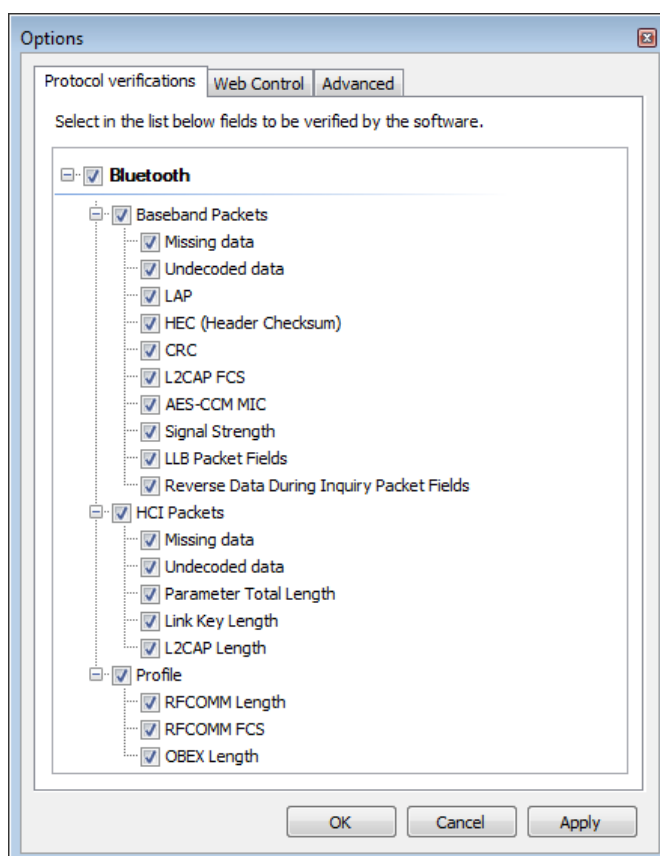 Options
Protocol verifications Web Control Advanced
Select in the list below fields to be verified by the software.
Bluetooth
Baseband Packets
Missing data
Undecoded data
LAP
HEC (Header Checksum)
CRC
L2CAP FCS
AES-CCM MIC
Signal Strength
LLB Packet Fields
Reverse Data During Inquiry Packet Fields
HCI Packets
Missing data
Undecoded data
Parameter Total Length
Link Key Length
L2CAP Length
Profile
RFCOMM Length
RFCOMM FCS
OBEX Length
OK Cancel Apply